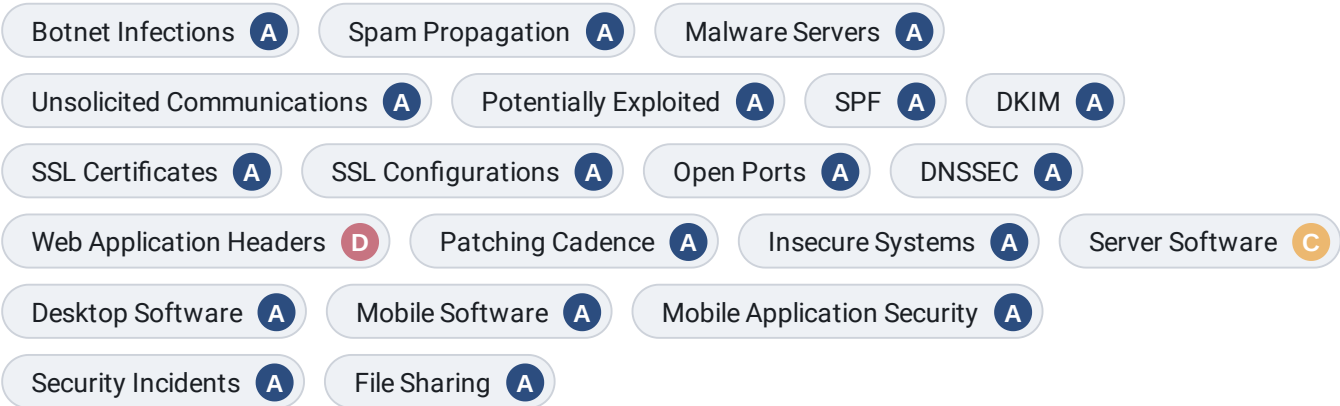 Botnet Infections A Spam Propagation A Malware Servers A
Unsolicited Communications A Potentially Exploited A SPF A DKIM A
SSL Certificates A SSL Configurations A Open Ports A DNSSEC A
Web Application Headers D Patching Cadence A Insecure Systems A Server Software C
Desktop Software A Mobile Software A Mobile Application Security A
Security Incidents A File Sharing A